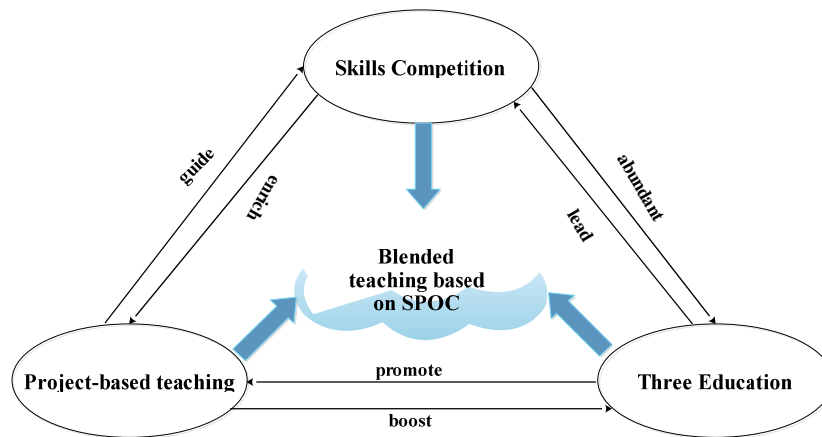 Skills Competition
guide
enrich
abundant
lead
Blended
teaching based
on SPOC
Project-based teaching
promote
Three Education
boost